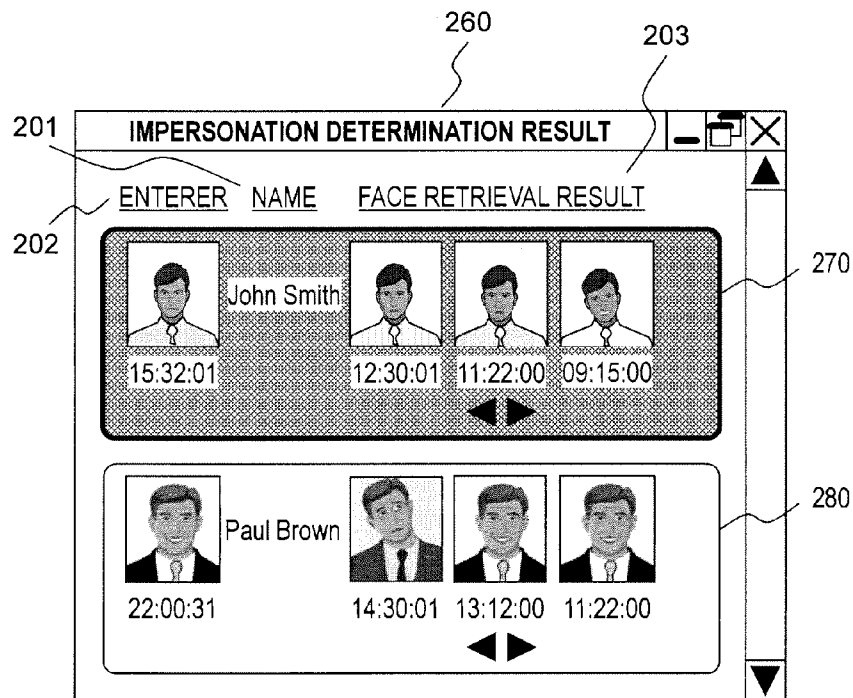 260
203
201
IMPERSONATION DETERMINATION RESULT
202
ENTERER NAME FACE RETRIEVAL RESULT
270
John Smith
15:32:01 12:30:01 11:22:00 09:15:00
280
Paul Brown
22:00:31 14:30:01 13:12:00 11:22:00